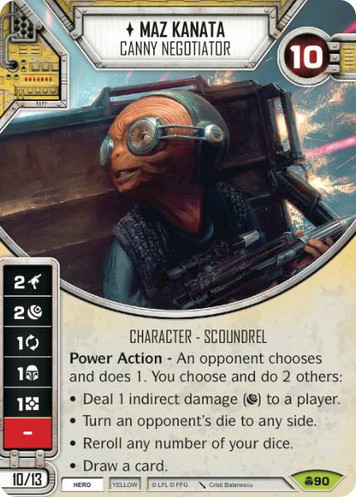 MAZ KANATA
CANNY NEGOTIATOR
10
2
2
1
1
1
-
CHARACTER - SCOUNDREL
Power Action - An opponent chooses
and does 1. You choose and do 2 others:
• Deal 1 indirect damage ( ) to a player.
• Turn an opponent's die to any side.
• Reroll any number of your dice.
• Draw a card.
10/13
HERO
YELLOW
© LFL © FFG
Cristi Balanescu
90